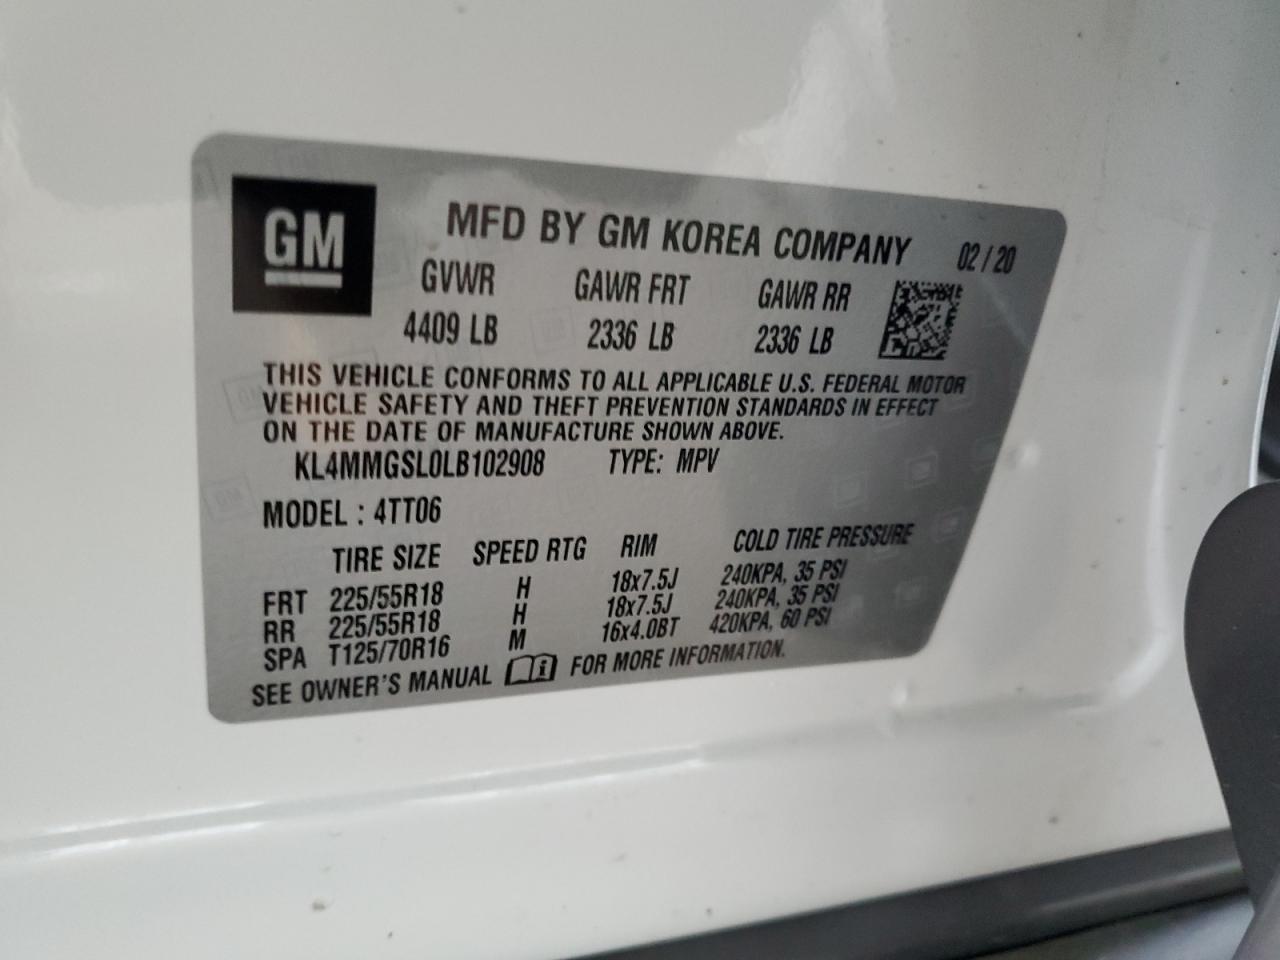 GM
MFD BY GM KOREA COMPANY 02 / 20
GVWR GAWR FRT GAWR RR
4409 LB 2336 LB 2336 LB
THIS VEHICLE CONFORMS TO ALL APPLICABLE U.S. FEDERAL MOTOR
VEHICLE SAFETY AND THEFT PREVENTION STANDARDS IN EFFECT
ON THE DATE OF MANUFACTURE SHOWN ABOVE.
KL4MMGSL0LB102908 TYPE: MPV
MODEL : 4TT06
TIRE SIZE SPEED RTG RIM COLD TIRE PRESSURE
FRT 225/55R18 H 18x7.5J 240KPA, 35 PSI
RR 225/55R18 H 18x7.5J 240KPA, 35 PSI
SPA T125/70R16 M 16x4.0BT 420KPA, 60 PSI
SEE OWNER'S MANUAL FOR MORE INFORMATION.